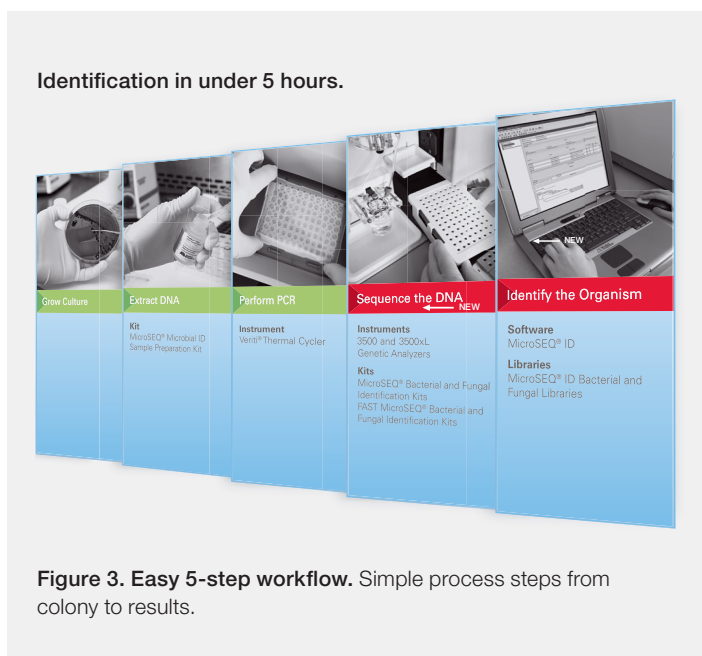 Identification in under 5 hours.
NEW
Grow Culture
Extract DNA
Kit
MicroSEQ® Microbial ID
Sample Preparation Kit
Perform PCR
Instrument
Veriti® Thermal Cycler
Sequence the DNA
NEW
Instruments
3500 and 3500xL
Genetic Analyzers
Kits
MicroSEQ® Bacterial and Fungal
Identification Kits
FAST MicroSEQ® Bacterial and
Fungal Identification Kits
Identify the Organism
Software
MicroSEQ® ID
Libraries
MicroSEQ® ID Bacterial and
Fungal Libraries
Figure 3. Easy 5-step workflow. Simple process steps from
colony to results.